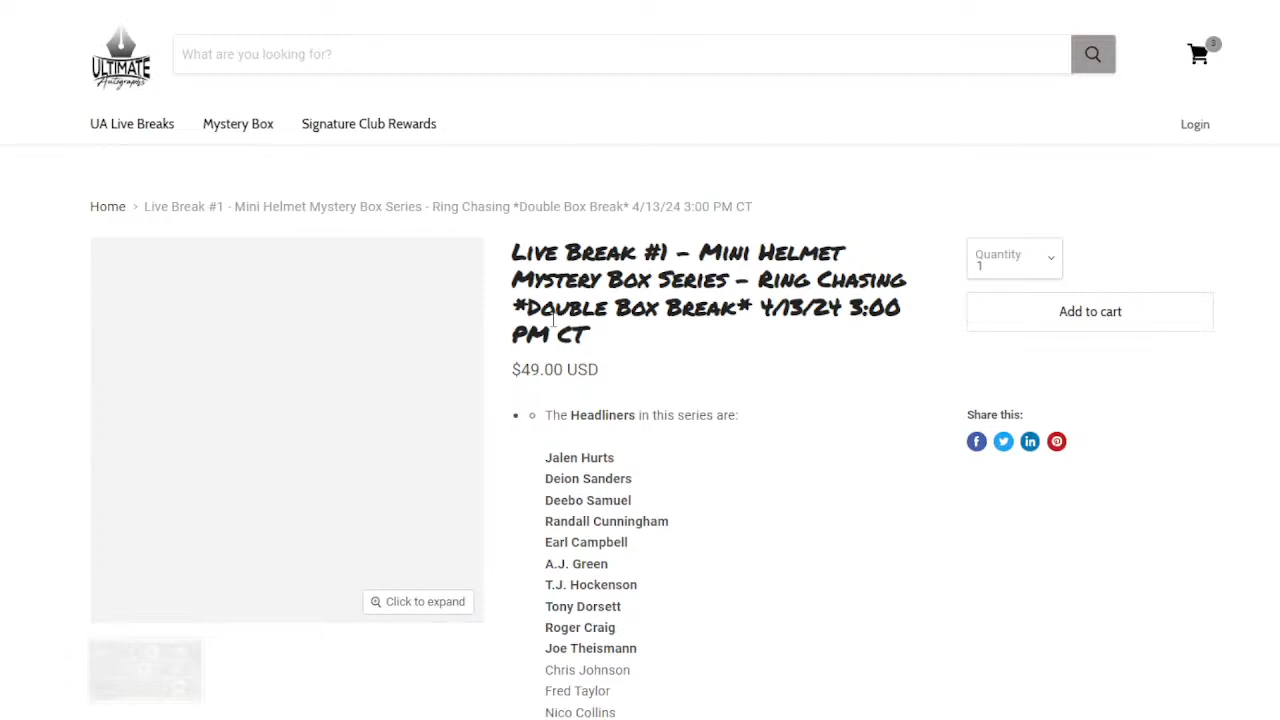 ULTIMATE
Autographs
What are you looking for?
3
UA Live Breaks
Mystery Box
Signature Club Rewards
Login
Home › Live Break #1 - Mini Helmet Mystery Box Series - Ring Chasing *Double Box Break* 4/13/24 3:00 PM CT
Live Break #1 - Mini Helmet
Mystery Box Series - Ring Chasing
*Double Box Break* 4/13/24 3:00
PM CT
$49.00 USD
Quantity
1
Add to cart
Share this:
The Headliners in this series are:
Jalen Hurts
Deion Sanders
Deebo Samuel
Randall Cunningham
Earl Campbell
A.J. Green
T.J. Hockenson
Tony Dorsett
Roger Craig
Joe Theismann
Chris Johnson
Fred Taylor
Nico Collins
Click to expand